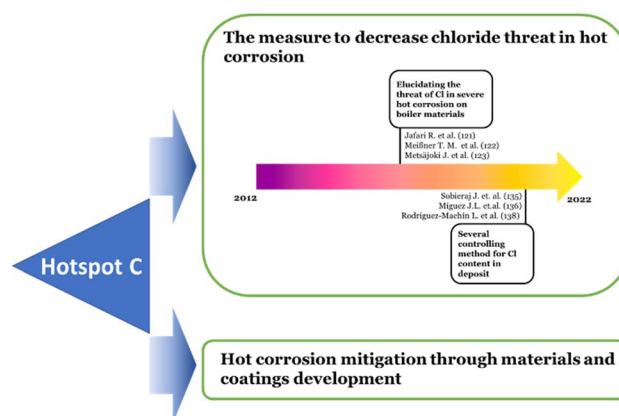 The measure to decrease chloride threat in hot
corrosion
Elucidating the
threat of Cl in severe
hot corrosion on
boiler materials
Jafari R. et al. (121)
Meißner T. M. et al. (122)
Metsäjoki J. et al. (123)
2012
2022
Sobieraj J. et. al (135)
Míguez J.L. et.al (136)
Rodríguez-Machín L. et al. (138)
Several
controlling
method for Cl
content in
deposit
Hotspot C
Hot corrosion mitigation through materials and
coatings development